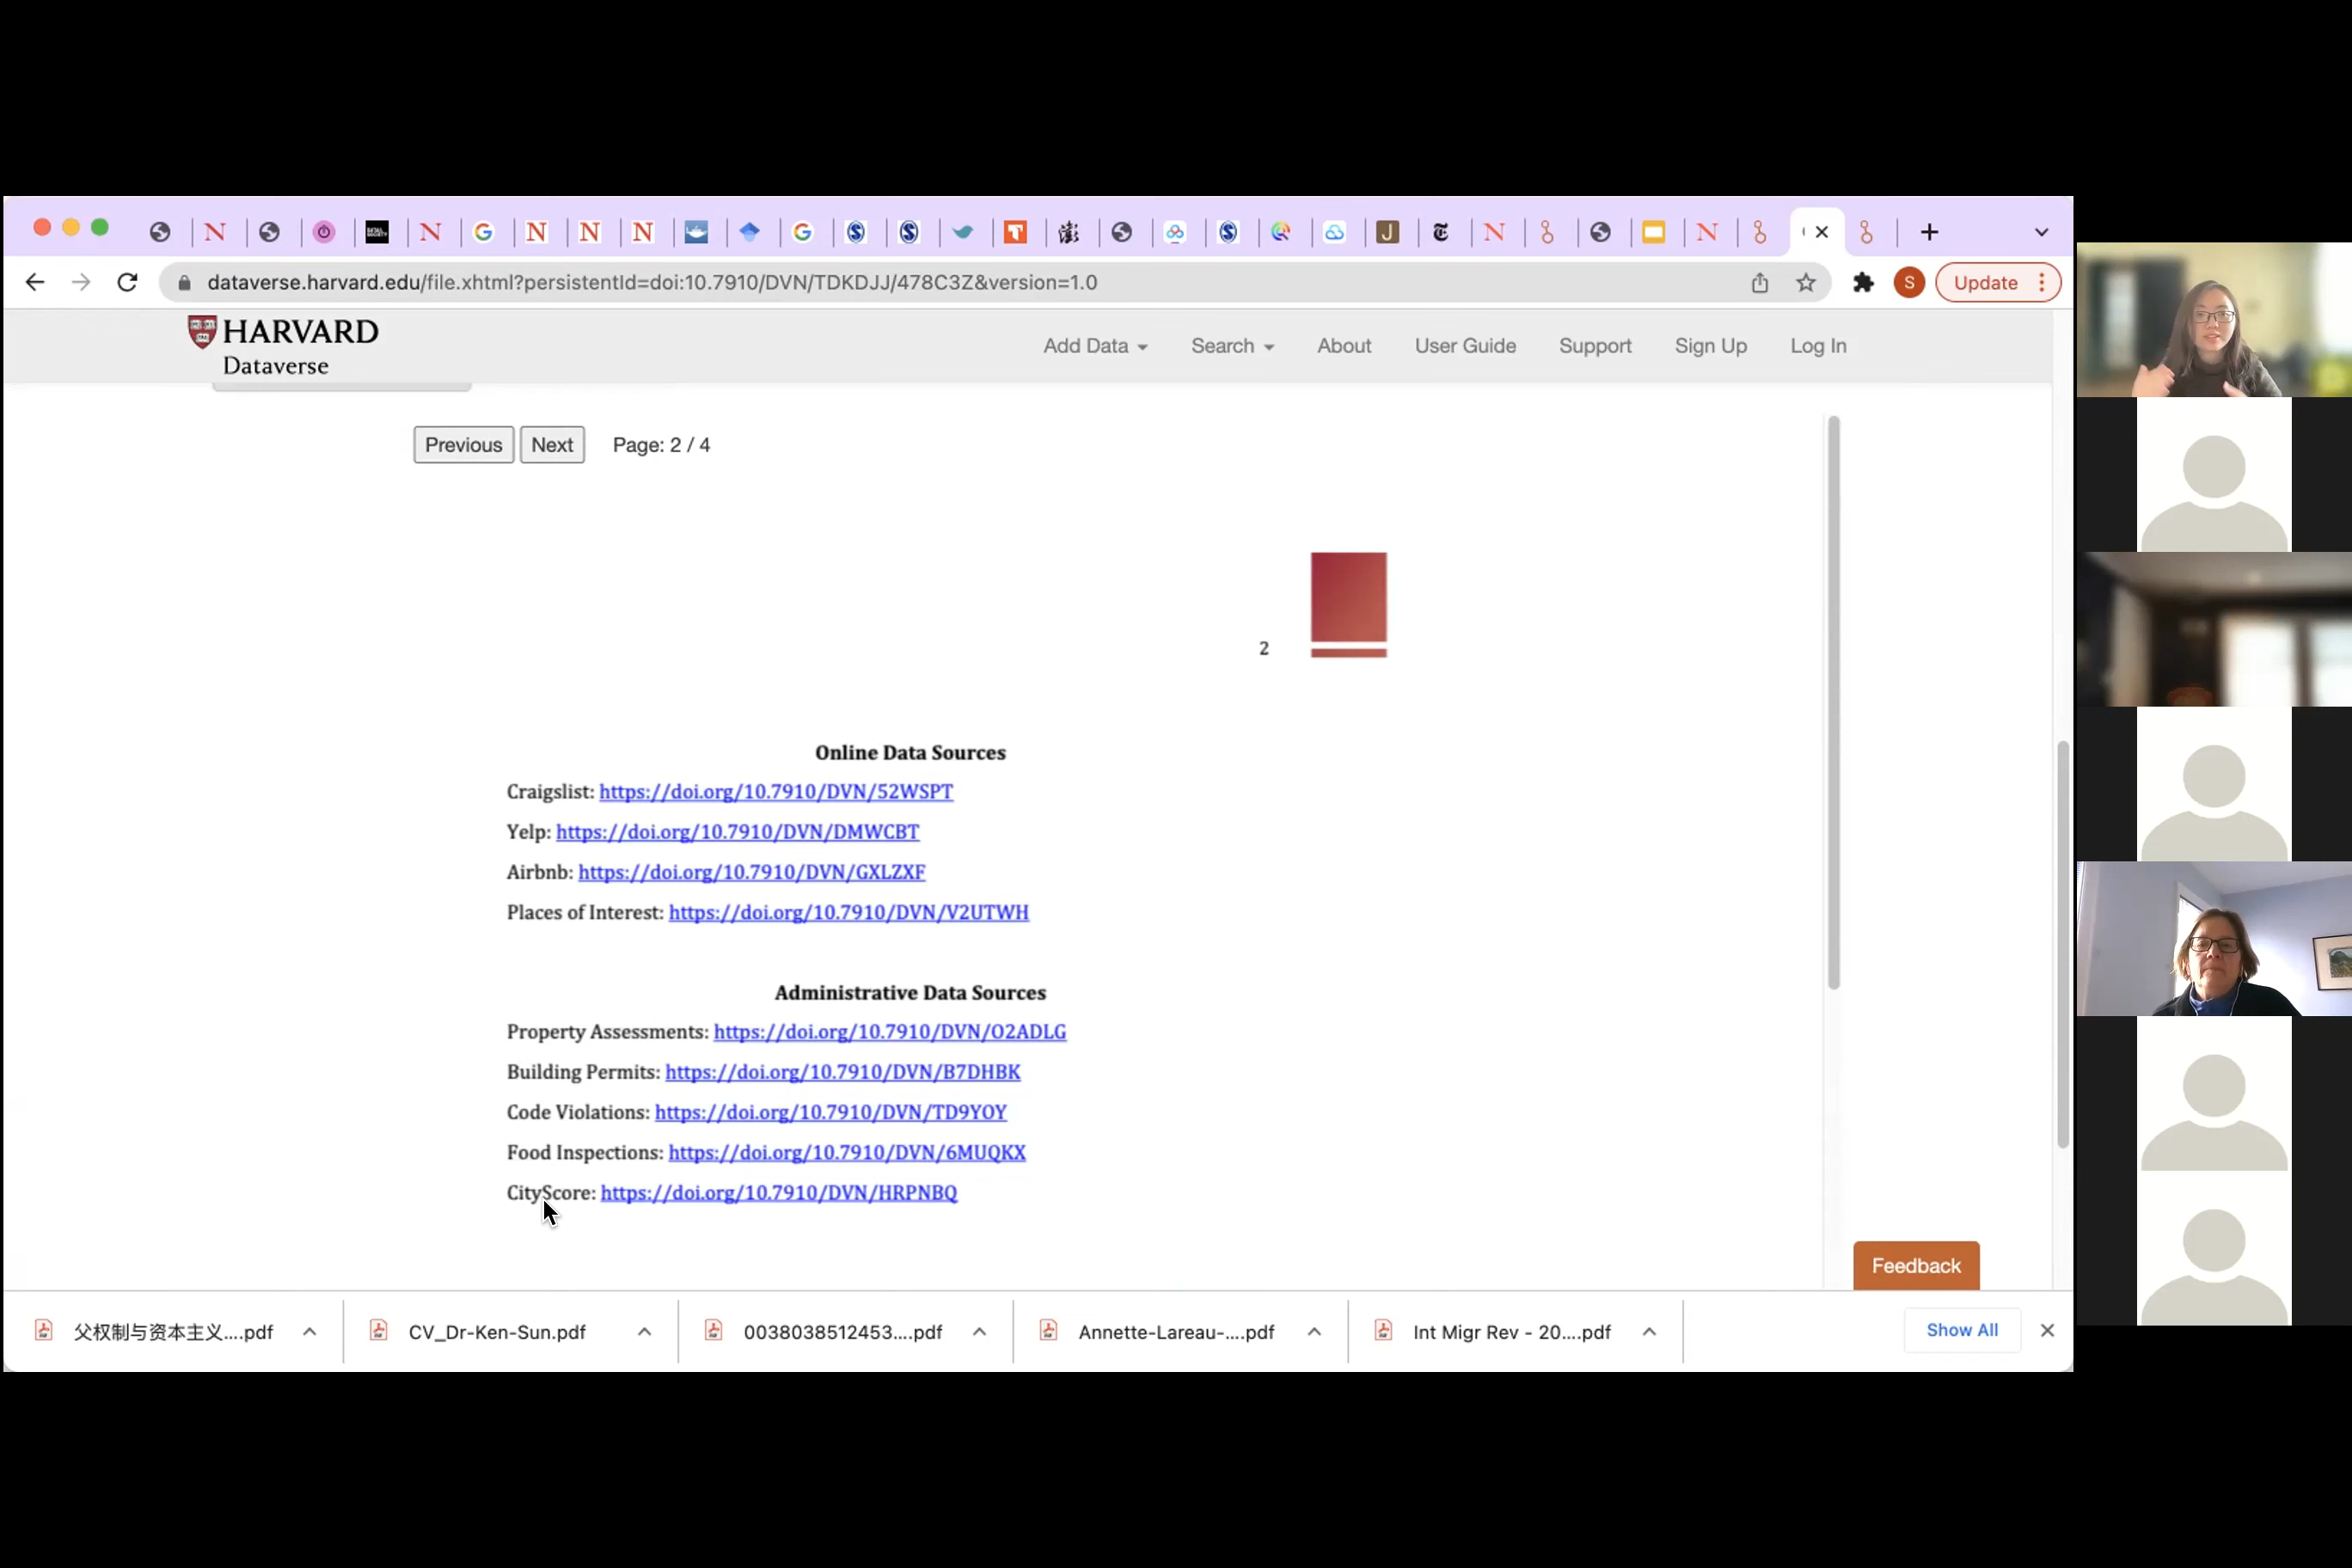 dataverse.harvard.edu/file.xhtml?persistentId=doi:10.7910/DVN/TDKDJJ/478C3Z&version=1.0
S
Update
HARVARD
Dataverse
Add Data
Search
About
User Guide
Support
Sign Up
Log In
Previous
Next
Page: 2 / 4
2
Online Data Sources
Craigslist: https://doi.org/10.7910/DVN/52WSPT
Yelp: https://doi.org/10.7910/DVN/DMWCBT
Airbnb: https://doi.org/10.7910/DVN/GXLZXF
Places of Interest: https://doi.org/10.7910/DVN/V2UTWH
Administrative Data Sources
Property Assessments: https://doi.org/10.7910/DVN/O2ADLG
Building Permits: https://doi.org/10.7910/DVN/B7DHBK
Code Violations: https://doi.org/10.7910/DVN/TD9YOY
Food Inspections: https://doi.org/10.7910/DVN/6MUQKX
CityScore: https://doi.org/10.7910/DVN/HRPNBQ
Feedback
父权制与资本主义....pdf
CV_Dr-Ken-Sun.pdf
0038038512453....pdf
Annette-Lareau-....pdf
Int Migr Rev - 20....pdf
Show All